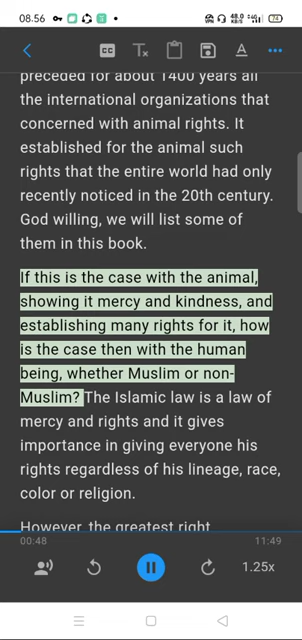 08.56
48.0
KB/s
4G
74
CC
T
A
preceded for about 1400 years all
the international organizations that
concerned with animal rights. It
established for the animal such
rights that the entire world had only
recently noticed in the 20th century.
God willing, we will list some of
them in this book.
If this is the case with the animal,
showing it mercy and kindness, and
establishing many rights for it, how
is the case then with the human
being, whether Muslim or non-
Muslim? The Islamic law is a law of
mercy and rights and it gives
importance in giving everyone his
rights regardless of his lineage, race,
color or religion.
However, the greatest right
00:48
11:49
1.25x